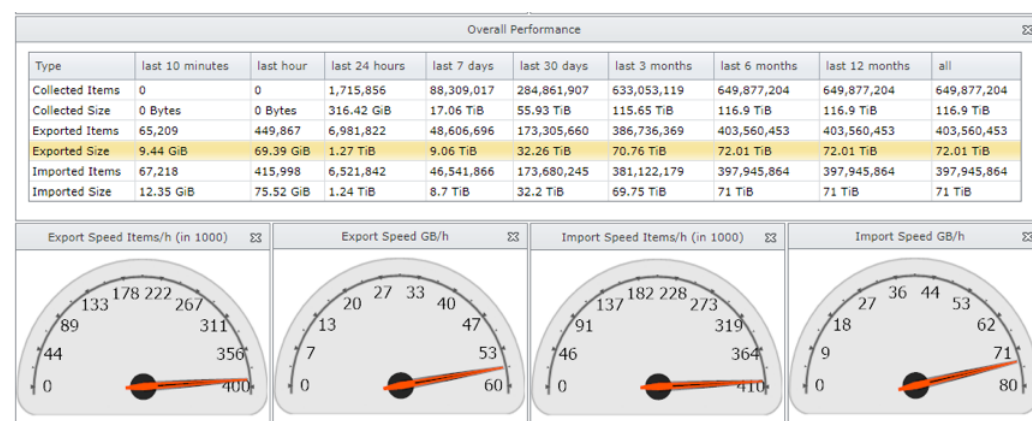 Overall Performance
Type last 10 minutes last hour last 24 hours last 7 days last 30 days last 3 months last 6 months last 12 months all
Collected Items 0 0 1,715,856 88,309,017 284,861,907 633,053,119 649,877,204 649,877,204 649,877,204
Collected Size 0 Bytes 0 Bytes 316.42 GiB 17.06 TiB 55.93 TiB 115.65 TiB 116.9 TiB 116.9 TiB 116.9 TiB
Exported Items 65,209 449,867 6,981,822 48,606,696 173,305,660 386,736,369 403,560,453 403,560,453 403,560,453
Exported Size 9.44 GiB 69.39 GiB 1.27 TiB 9.06 TiB 32.26 TiB 70.76 TiB 72.01 TiB 72.01 TiB 72.01 TiB
Imported Items 67,218 415,998 6,521,842 46,541,866 173,680,245 381,122,179 397,945,864 397,945,864 397,945,864
Imported Size 12.35 GiB 75.52 GiB 1.24 TiB 8.7 TiB 32.2 TiB 69.75 TiB 71 TiB 71 TiB 71 TiB
Export Speed Items/h (in 1000)
0 44 89 133 178 222 267 311 356 400
Export Speed GB/h
0 7 13 20 27 33 40 47 53 60
Import Speed Items/h (in 1000)
0 46 91 137 182 228 273 319 364 410
Import Speed GB/h
0 9 18 27 36 44 53 62 71 80